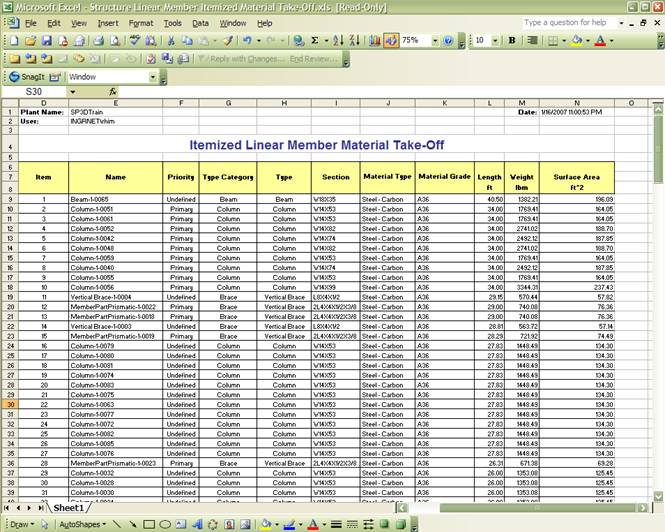 Microsoft Excel - Structure Linear Member Itemized Material Take-Off.xls [Read-Only]
File Edit View Insert Format Tools Data Window Help Type a question for help
75% 10 B
Reply with Changes... End Review...
SnagIt Window
S30 fx
D E F G H I J K L M N O
1 Plant Name: SP3DTrain Date: 1/16/2007 11:00:53 PM
2 User: INGRNET\rhim
3
4 Itemized Linear Member Material Take-Off
5
6
7 Item Name Priority Type Category Type Section Material Type Material Grade Length Weight Surface Area
8 ft lbm ft^2
9 1 Beam-1-0065 Undefined Beam Beam W18X35 Steel - Carbon A36 40.50 1382.21 196.89
10 2 Column-1-0051 Primary Column Column W14X53 Steel - Carbon A36 34.00 1769.41 164.05
11 3 Column-1-0061 Primary Column Column W14X53 Steel - Carbon A36 34.00 1769.41 164.05
12 4 Column-1-0052 Primary Column Column W14X82 Steel - Carbon A36 34.00 2741.02 188.70
13 5 Column-1-0042 Primary Column Column W14X74 Steel - Carbon A36 34.00 2492.12 187.85
14 6 Column-1-0048 Primary Column Column W14X82 Steel - Carbon A36 34.00 2741.02 188.70
15 7 Column-1-0059 Primary Column Column W14X53 Steel - Carbon A36 34.00 1769.41 164.05
16 8 Column-1-0040 Primary Column Column W14X74 Steel - Carbon A36 34.00 2492.12 187.85
17 9 Column-1-0055 Primary Column Column W14X53 Steel - Carbon A36 34.00 1769.41 164.05
18 10 Column-1-0056 Primary Column Column W14X99 Steel - Carbon A36 34.00 3344.31 237.43
19 11 Vertical Brace-1-0004 Undefined Brace Vertical Brace L8X4X1/2 Steel - Carbon A36 29.15 570.44 57.82
20 12 MemberPartPrismatic-1-0022 Primary Brace Vertical Brace 2L4X4X1/2X3/8 Steel - Carbon A36 29.00 740.08 76.36
21 13 MemberPartPrismatic-1-0018 Primary Brace Vertical Brace 2L4X4X1/2X3/8 Steel - Carbon A36 29.00 740.08 76.36
22 14 Vertical Brace-1-0003 Undefined Brace Vertical Brace L8X4X1/2 Steel - Carbon A36 28.81 563.72 57.14
23 15 MemberPartPrismatic-1-0019 Primary Brace Vertical Brace 2L4X4X1/2X3/8 Steel - Carbon A36 28.29 721.92 74.49
24 16 Column-1-0079 Undefined Column Column W14X53 Steel - Carbon A36 27.83 1448.49 134.30
25 17 Column-1-0080 Undefined Column Column W14X53 Steel - Carbon A36 27.83 1448.49 134.30
26 18 Column-1-0081 Undefined Column Column W14X53 Steel - Carbon A36 27.83 1448.49 134.30
27 19 Column-1-0074 Undefined Column Column W14X53 Steel - Carbon A36 27.83 1448.49 134.30
28 20 Column-1-0083 Undefined Column Column W14X53 Steel - Carbon A36 27.83 1448.49 134.30
29 21 Column-1-0075 Undefined Column Column W14X53 Steel - Carbon A36 27.83 1448.49 134.30
30 22 Column-1-0063 Undefined Column Column W14X53 Steel - Carbon A36 27.83 1448.49 134.30
31 23 Column-1-0077 Undefined Column Column W14X53 Steel - Carbon A36 27.83 1448.49 134.30
32 24 Column-1-0072 Undefined Column Column W14X53 Steel - Carbon A36 27.83 1448.49 134.30
33 25 Column-1-0082 Undefined Column Column W14X53 Steel - Carbon A36 27.83 1448.49 134.30
34 26 Column-1-0085 Undefined Column Column W14X53 Steel - Carbon A36 27.83 1448.49 134.30
35 27 Column-1-0076 Undefined Column Column W14X53 Steel - Carbon A36 27.83 1448.49 134.30
36 28 MemberPartPrismatic-1-0023 Primary Brace Vertical Brace 2L4X4X1/2X3/8 Steel - Carbon A36 26.31 671.38 69.28
37 29 Column-1-0032 Undefined Column Column W14X53 Steel - Carbon A36 26.00 1353.08 125.45
38 30 Column-1-0028 Undefined Column Column W14X53 Steel - Carbon A36 26.00 1353.08 125.45
39 31 Undefined Column Column W14X53 Steel - Carbon A36 26.00 1353.08 125.45
Sheet1
Draw AutoShapes